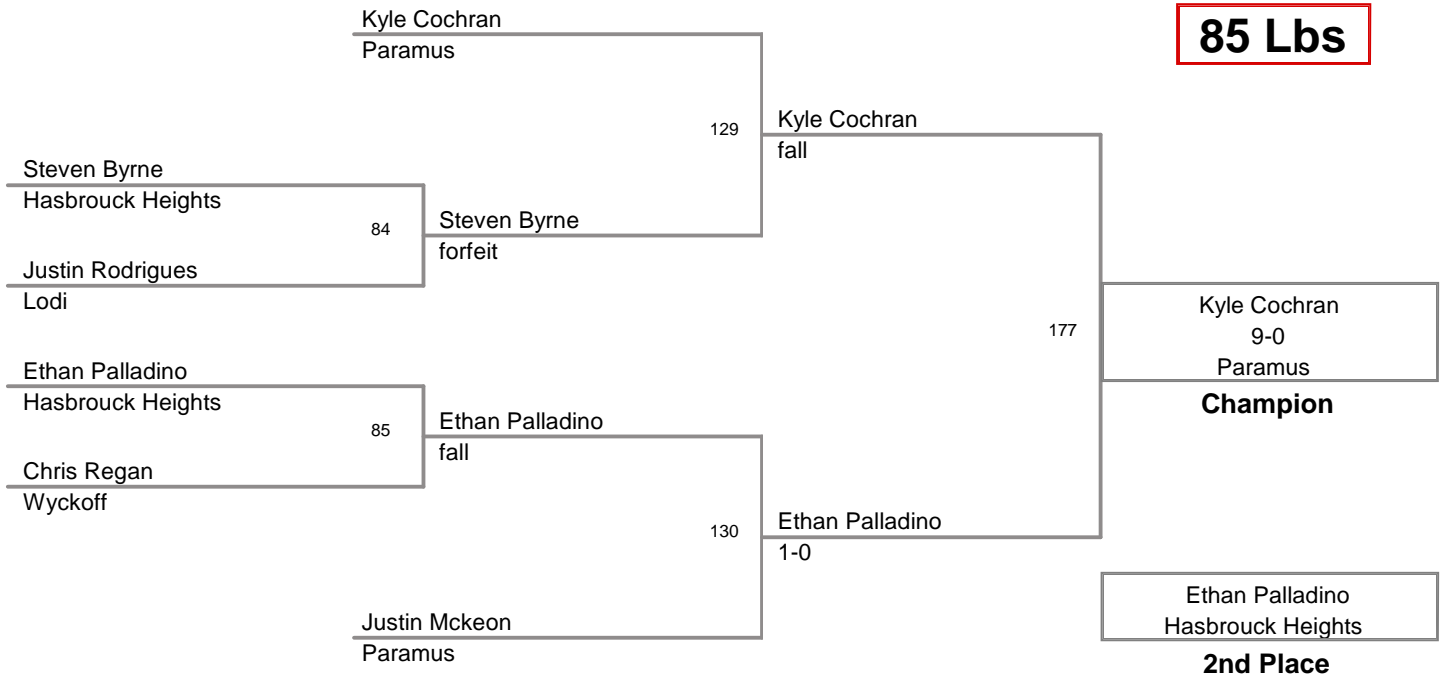 Kyle Cochran
85 Lbs
Paramus
129
Kyle Cochran
fall
Steven Byrne
Hasbrouck Heights
84
Steven Byrne
forfeit
Justin Rodrigues
Lodi
Kyle Cochran
9-0
Paramus
Champion
177
Ethan Palladino
Hasbrouck Heights
85
Ethan Palladino
fall
Chris Regan
Wyckoff
130
Ethan Palladino
1-0
Justin Mckeon
Paramus
Ethan Palladino
Hasbrouck Heights
2nd Place